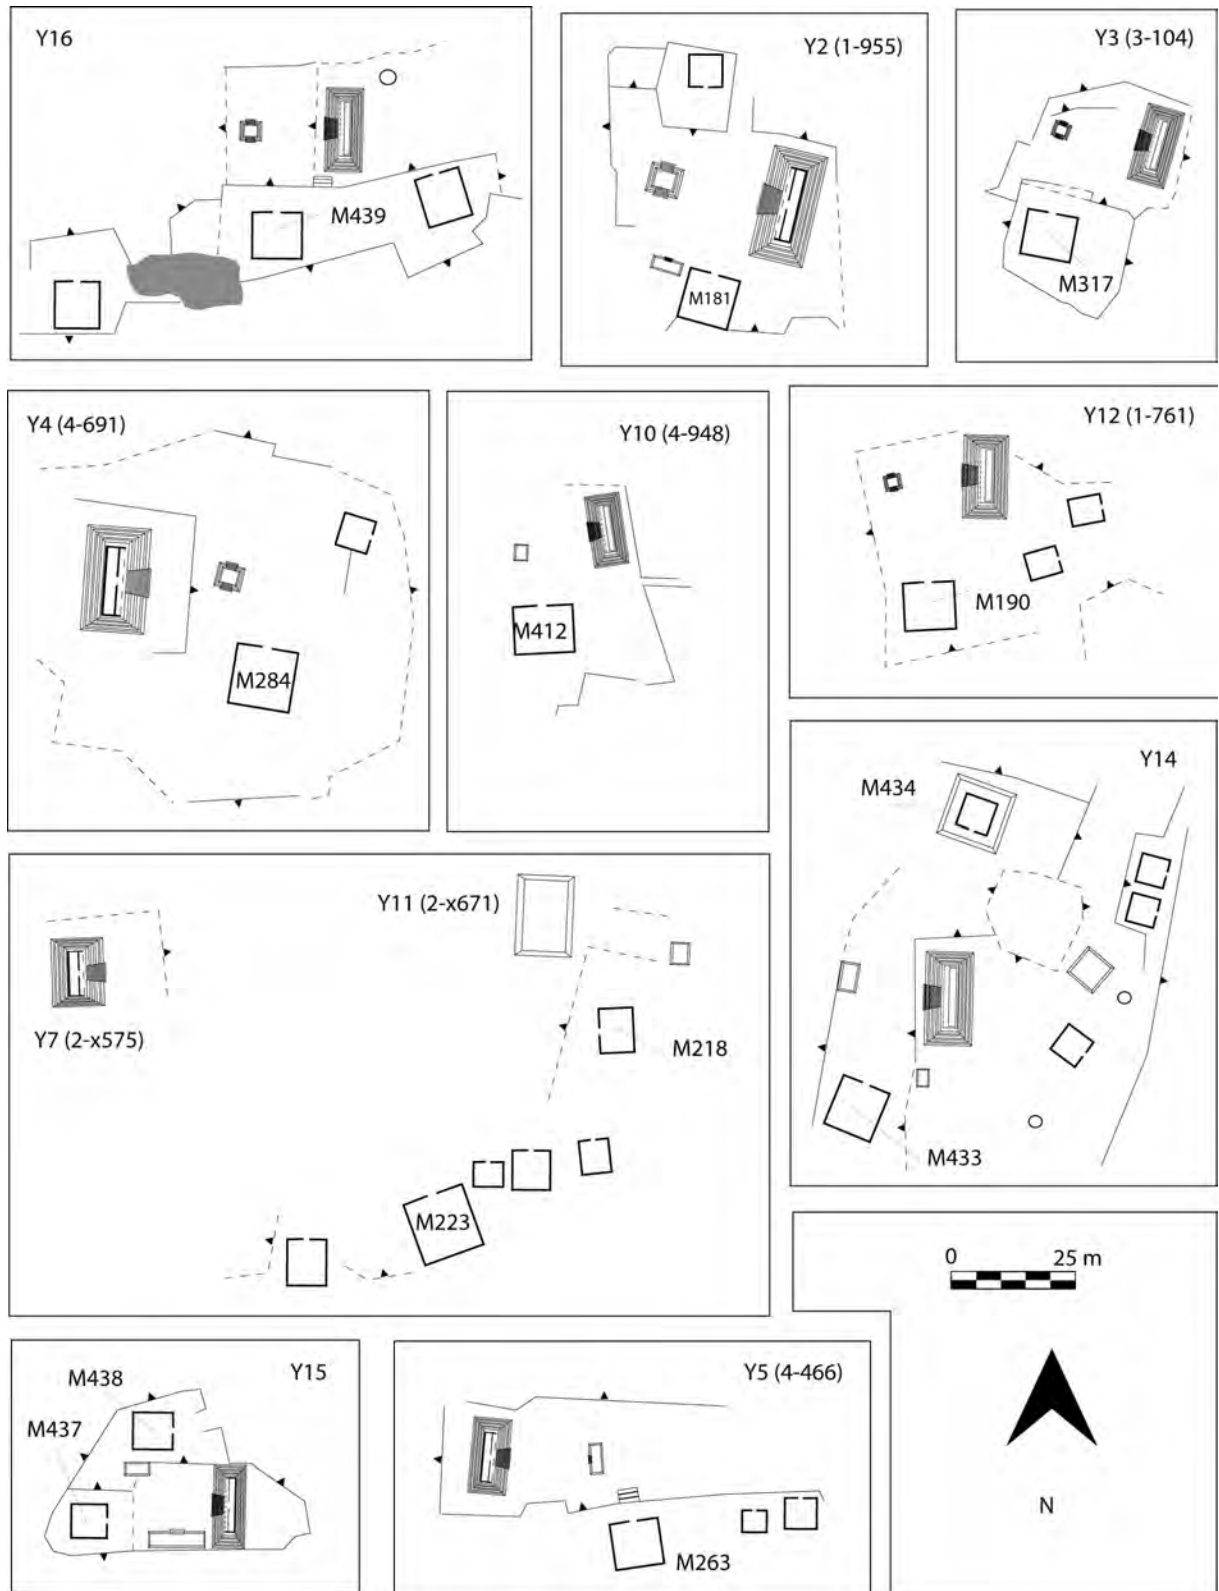 Y16
M439
Y2 (1-955)
M181
Y3 (3-104)
M317
Y4 (4-691)
M284
Y10 (4-948)
M412
Y12 (1-761)
M190
Y14
M434
M433
Y11 (2-x671)
Y7 (2-x575)
M218
M223
0 25 m
N
Y15
M438
M437
Y5 (4-466)
M263